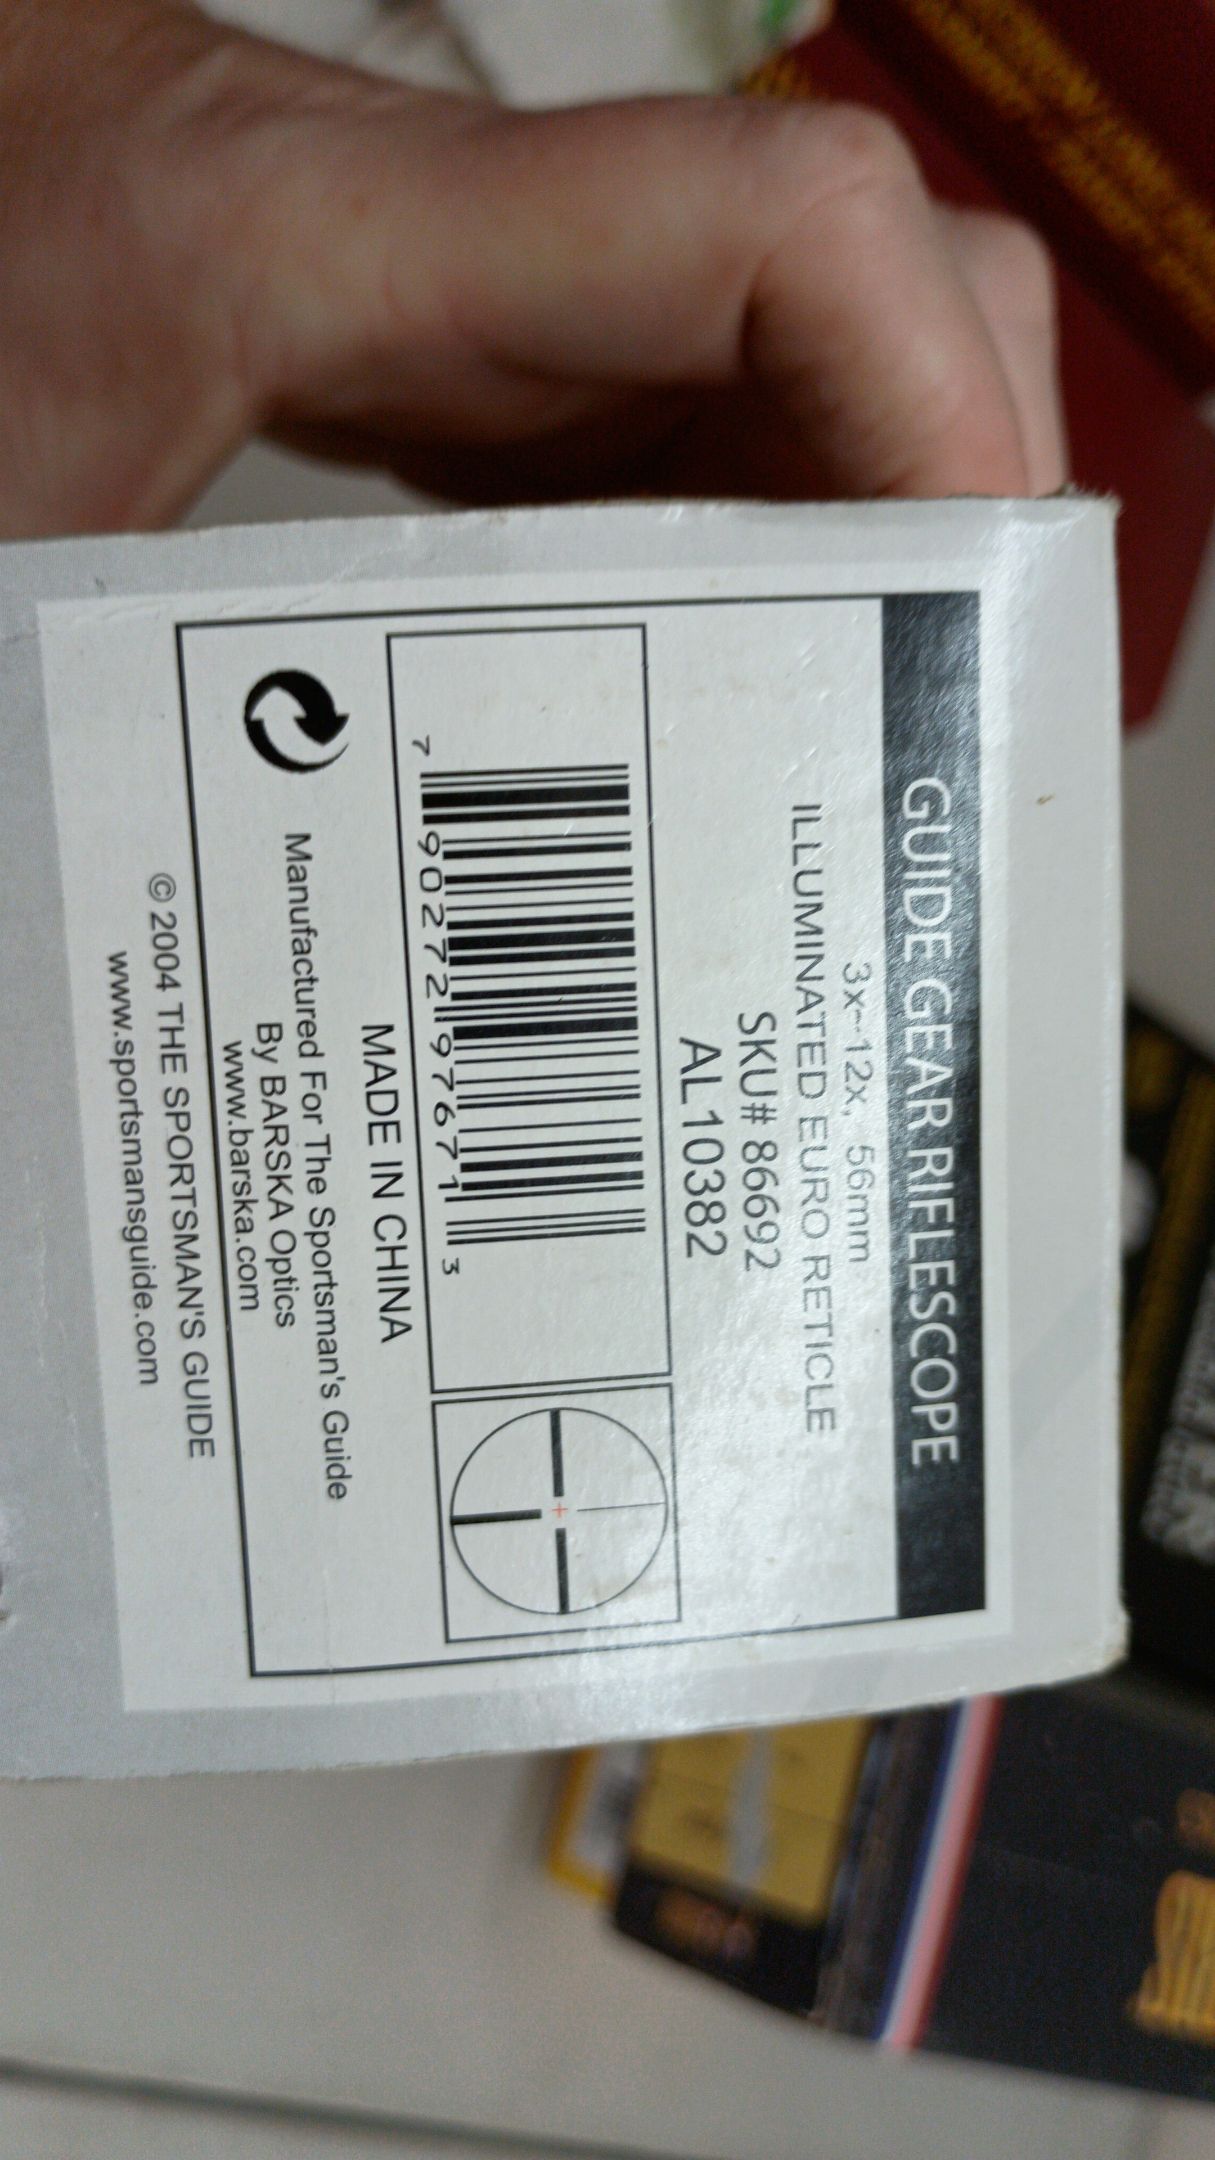 GUIDE GEAR RIFLESCOPE
3x--12x, 56mm
ILLUMINATED EURO RETICLE
SKU# 86692
AL10382
7 90272 97671 3
MADE IN CHINA
Manufactured For The Sportsman's Guide
By BARSKA Optics
www.barska.com
© 2004 THE SPORTSMAN'S GUIDE
www.sportsmansguide.com